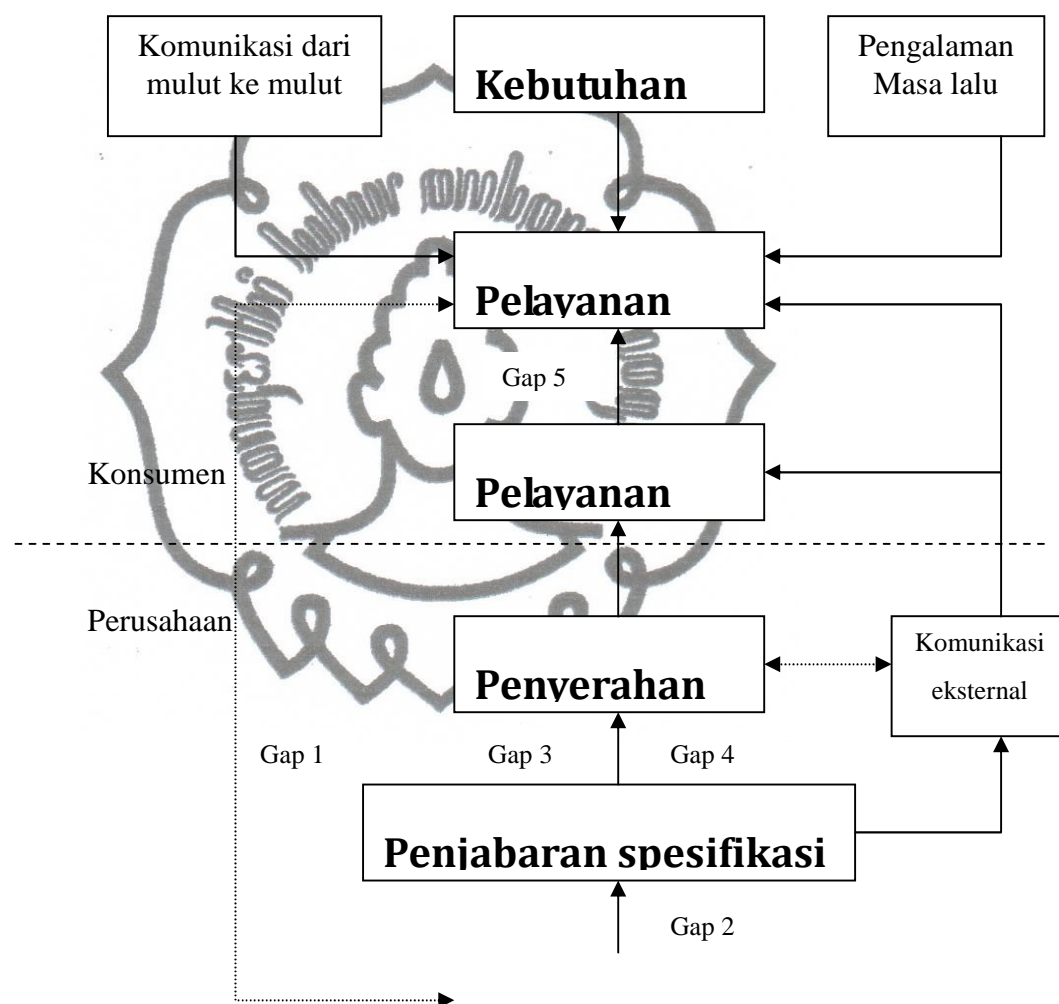 Komunikasi dari
mulut ke mulut
Kebutuhan
Pengalaman
Masa lalu
Pelayanan
Gap 5
Konsumen
Pelayanan
Perusahaan
Komunikasi
eksternal
Penyerahan
Gap 1
Gap 3
Gap 4
Penjabaran spesifikasi
Gap 2